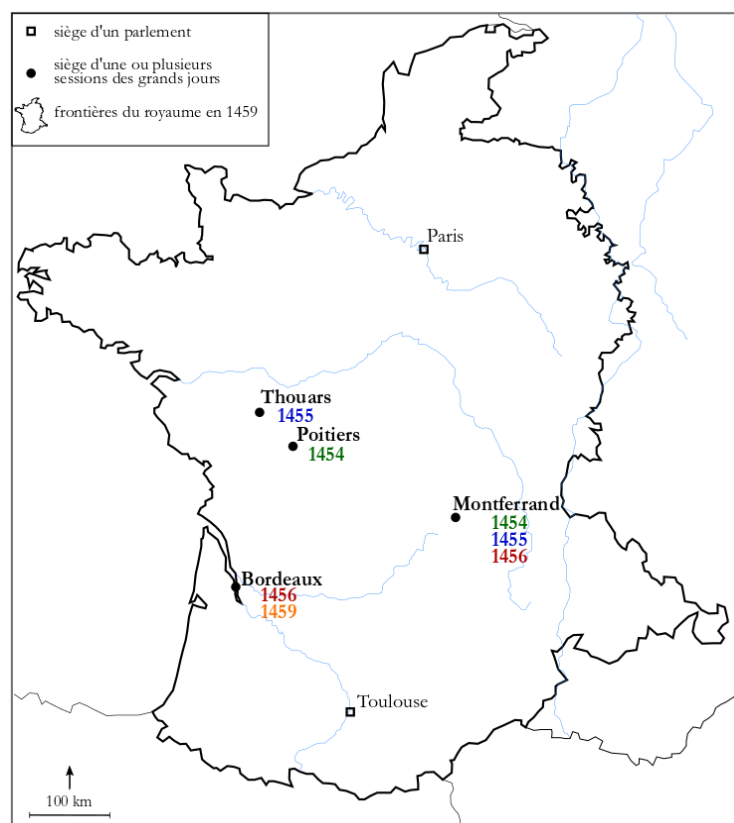 siège d'un parlement
siège d'une ou plusieurs
sessions des grands jours
frontières du royaume en 1459
Paris
Thouars
1455
Poitiers
1454
Montferrand
1454
1455
1456
Bordeaux
1456
1459
Toulouse
100 km